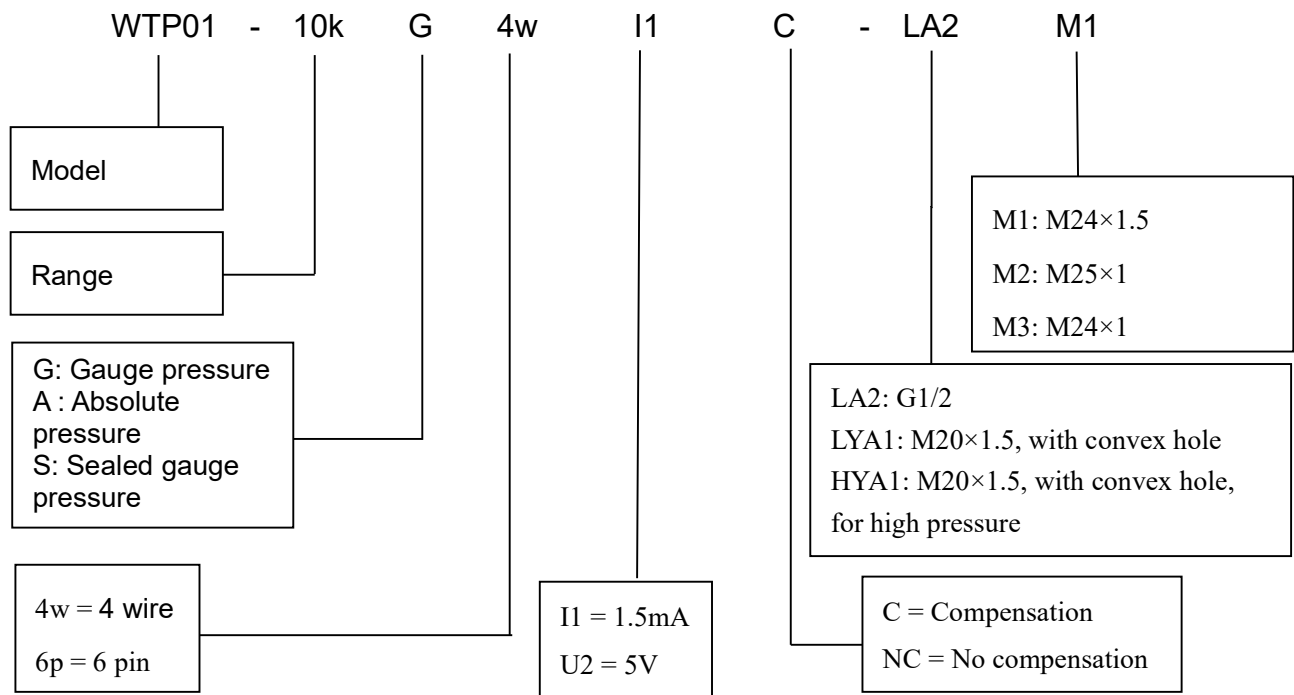 WTP01 - 10k G 4w I1 C - LA2 M1
Model
Range
G: Gauge pressure
A : Absolute
pressure
S: Sealed gauge
pressure
4w = 4 wire
6p = 6 pin
I1 = 1.5mA
U2 = 5V
C = Compensation
NC = No compensation
LA2: G1/2
LYA1: M20×1.5, with convex hole
HYA1: M20×1.5, with convex hole,
for high pressure
M1: M24×1.5
M2: M25×1
M3: M24×1